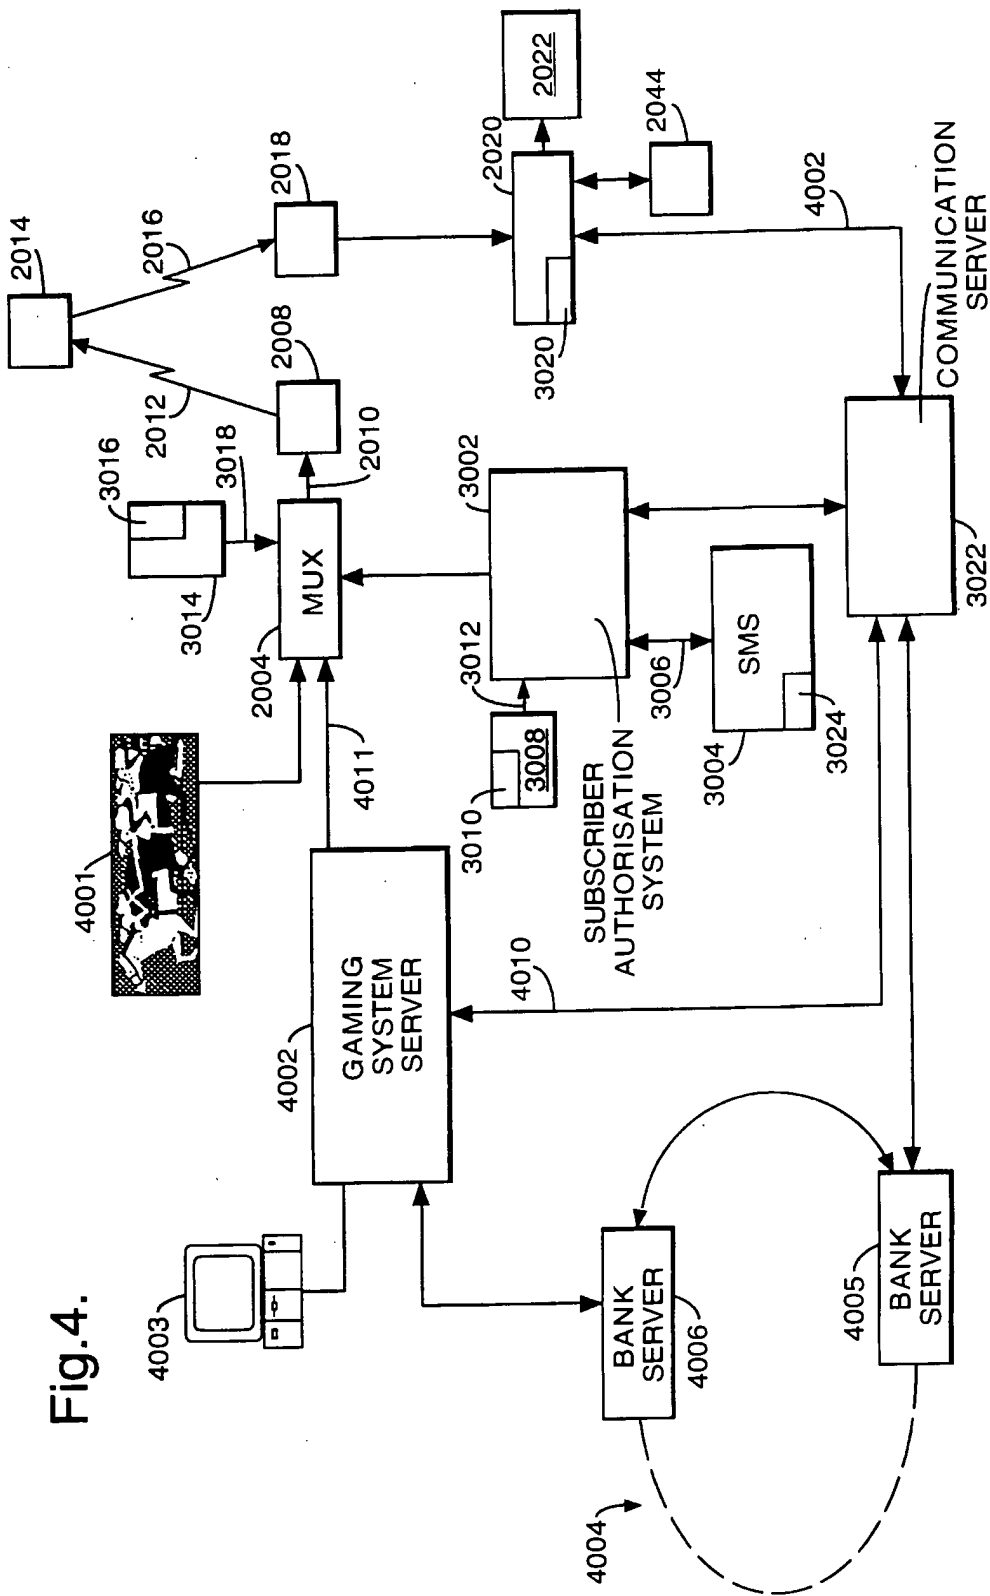 Fig.4.
4001
4003
4002
GAMING
SYSTEM
SERVER
4011
4010
2004
MUX
3014
3016
3018
2010
2008
2012
2014
2016
2018
2020
2022
2044
3020
4002
3002
3012
3010
3008
SUBSCRIBER
AUTHORISATION
SYSTEM
3006
SMS
3004
3024
3022
COMMUNICATION
SERVER
BANK
SERVER
4006
4005
BANK
SERVER
4004